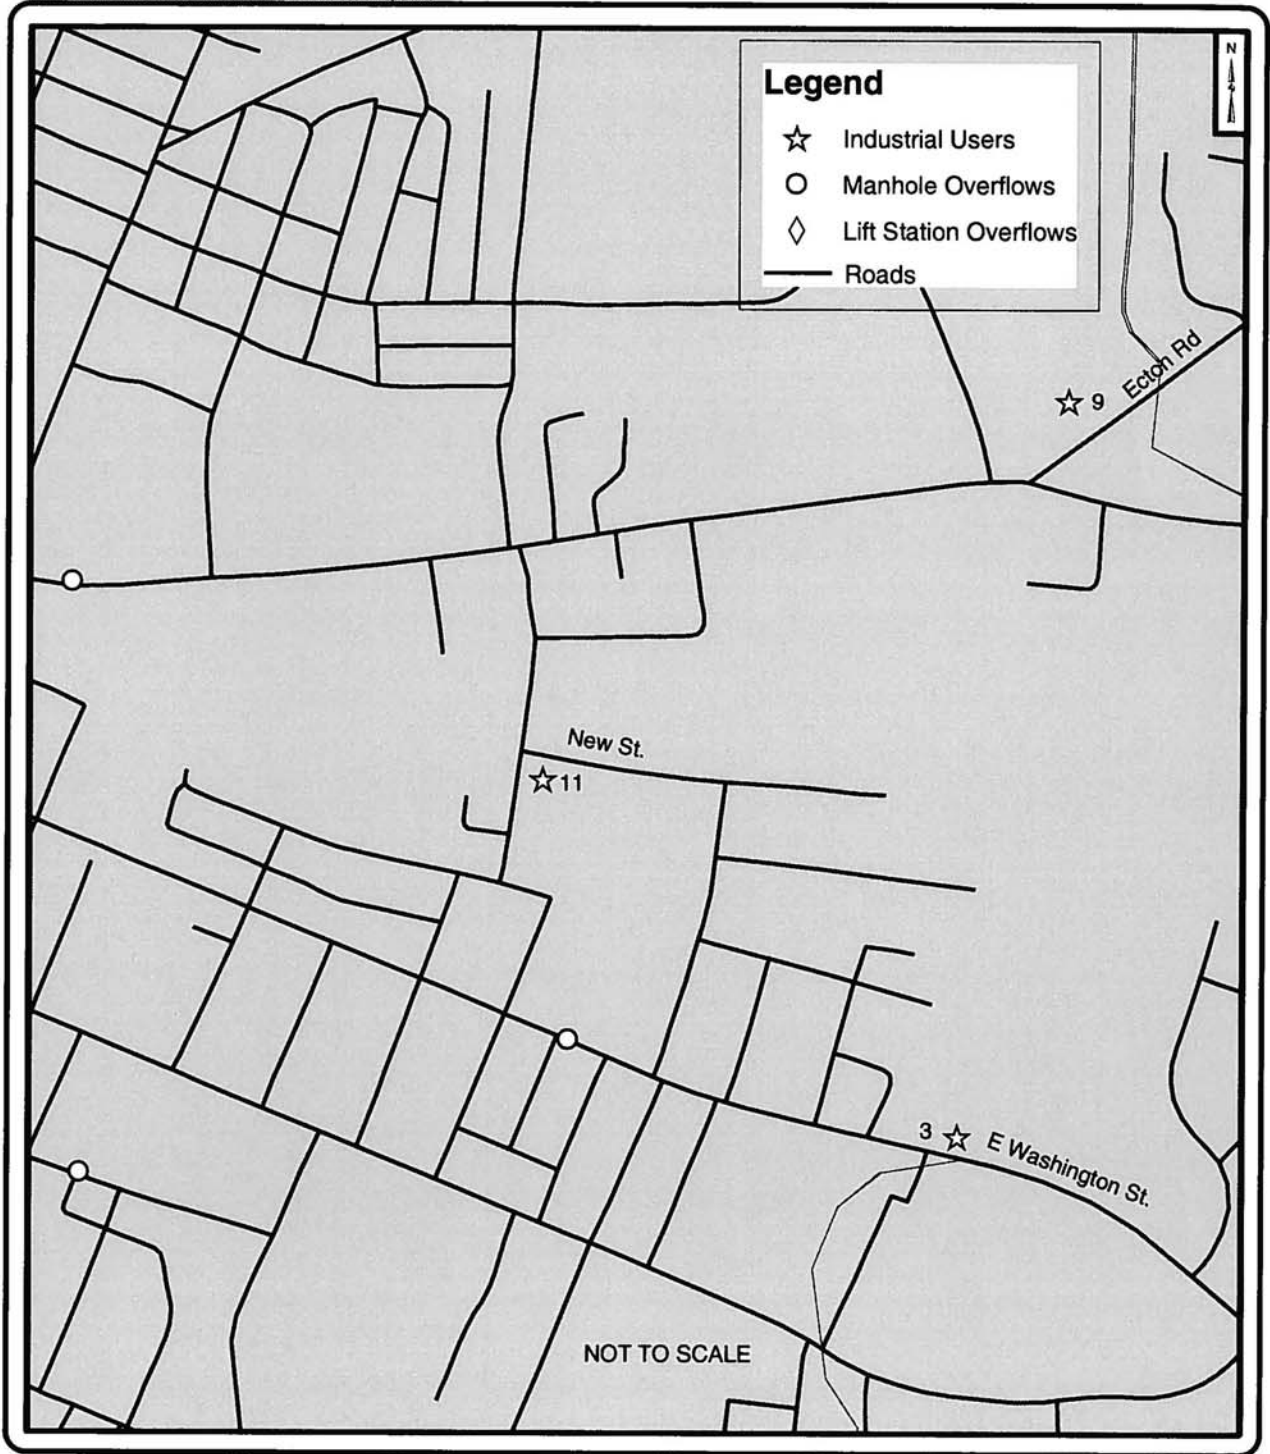 N
Legend
Industrial Users
Manhole Overflows
Lift Station Overflows
Roads
9
Ecton Rd
New St.
11
3
E Washington St.
NOT TO SCALE